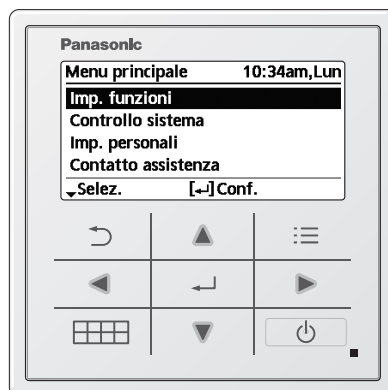 Panasonic
Menu principale 10:34am,Lun
Imp. funzioni
Controllo sistema
Imp. personali
Contatto assistenza
Selez. [↵]Conf.